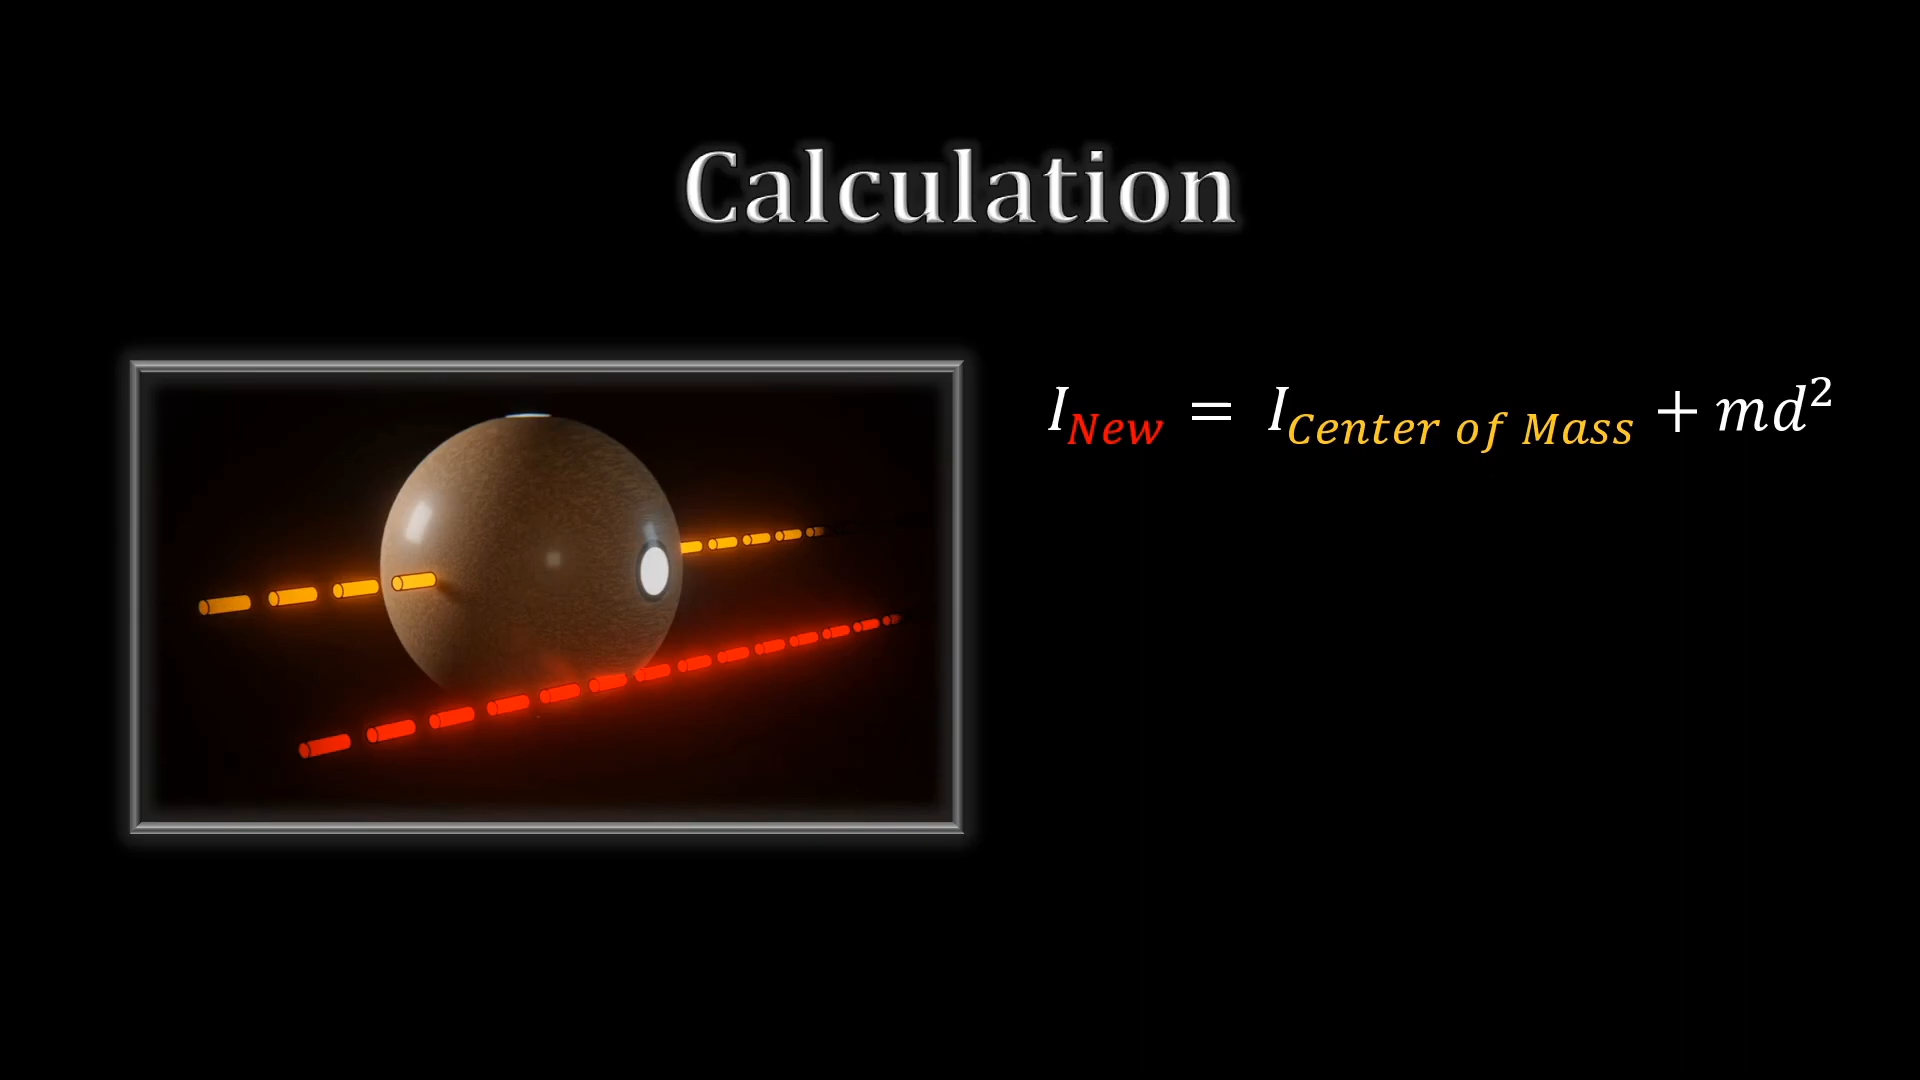 Calculation
I_New = I_Center of Mass + md²